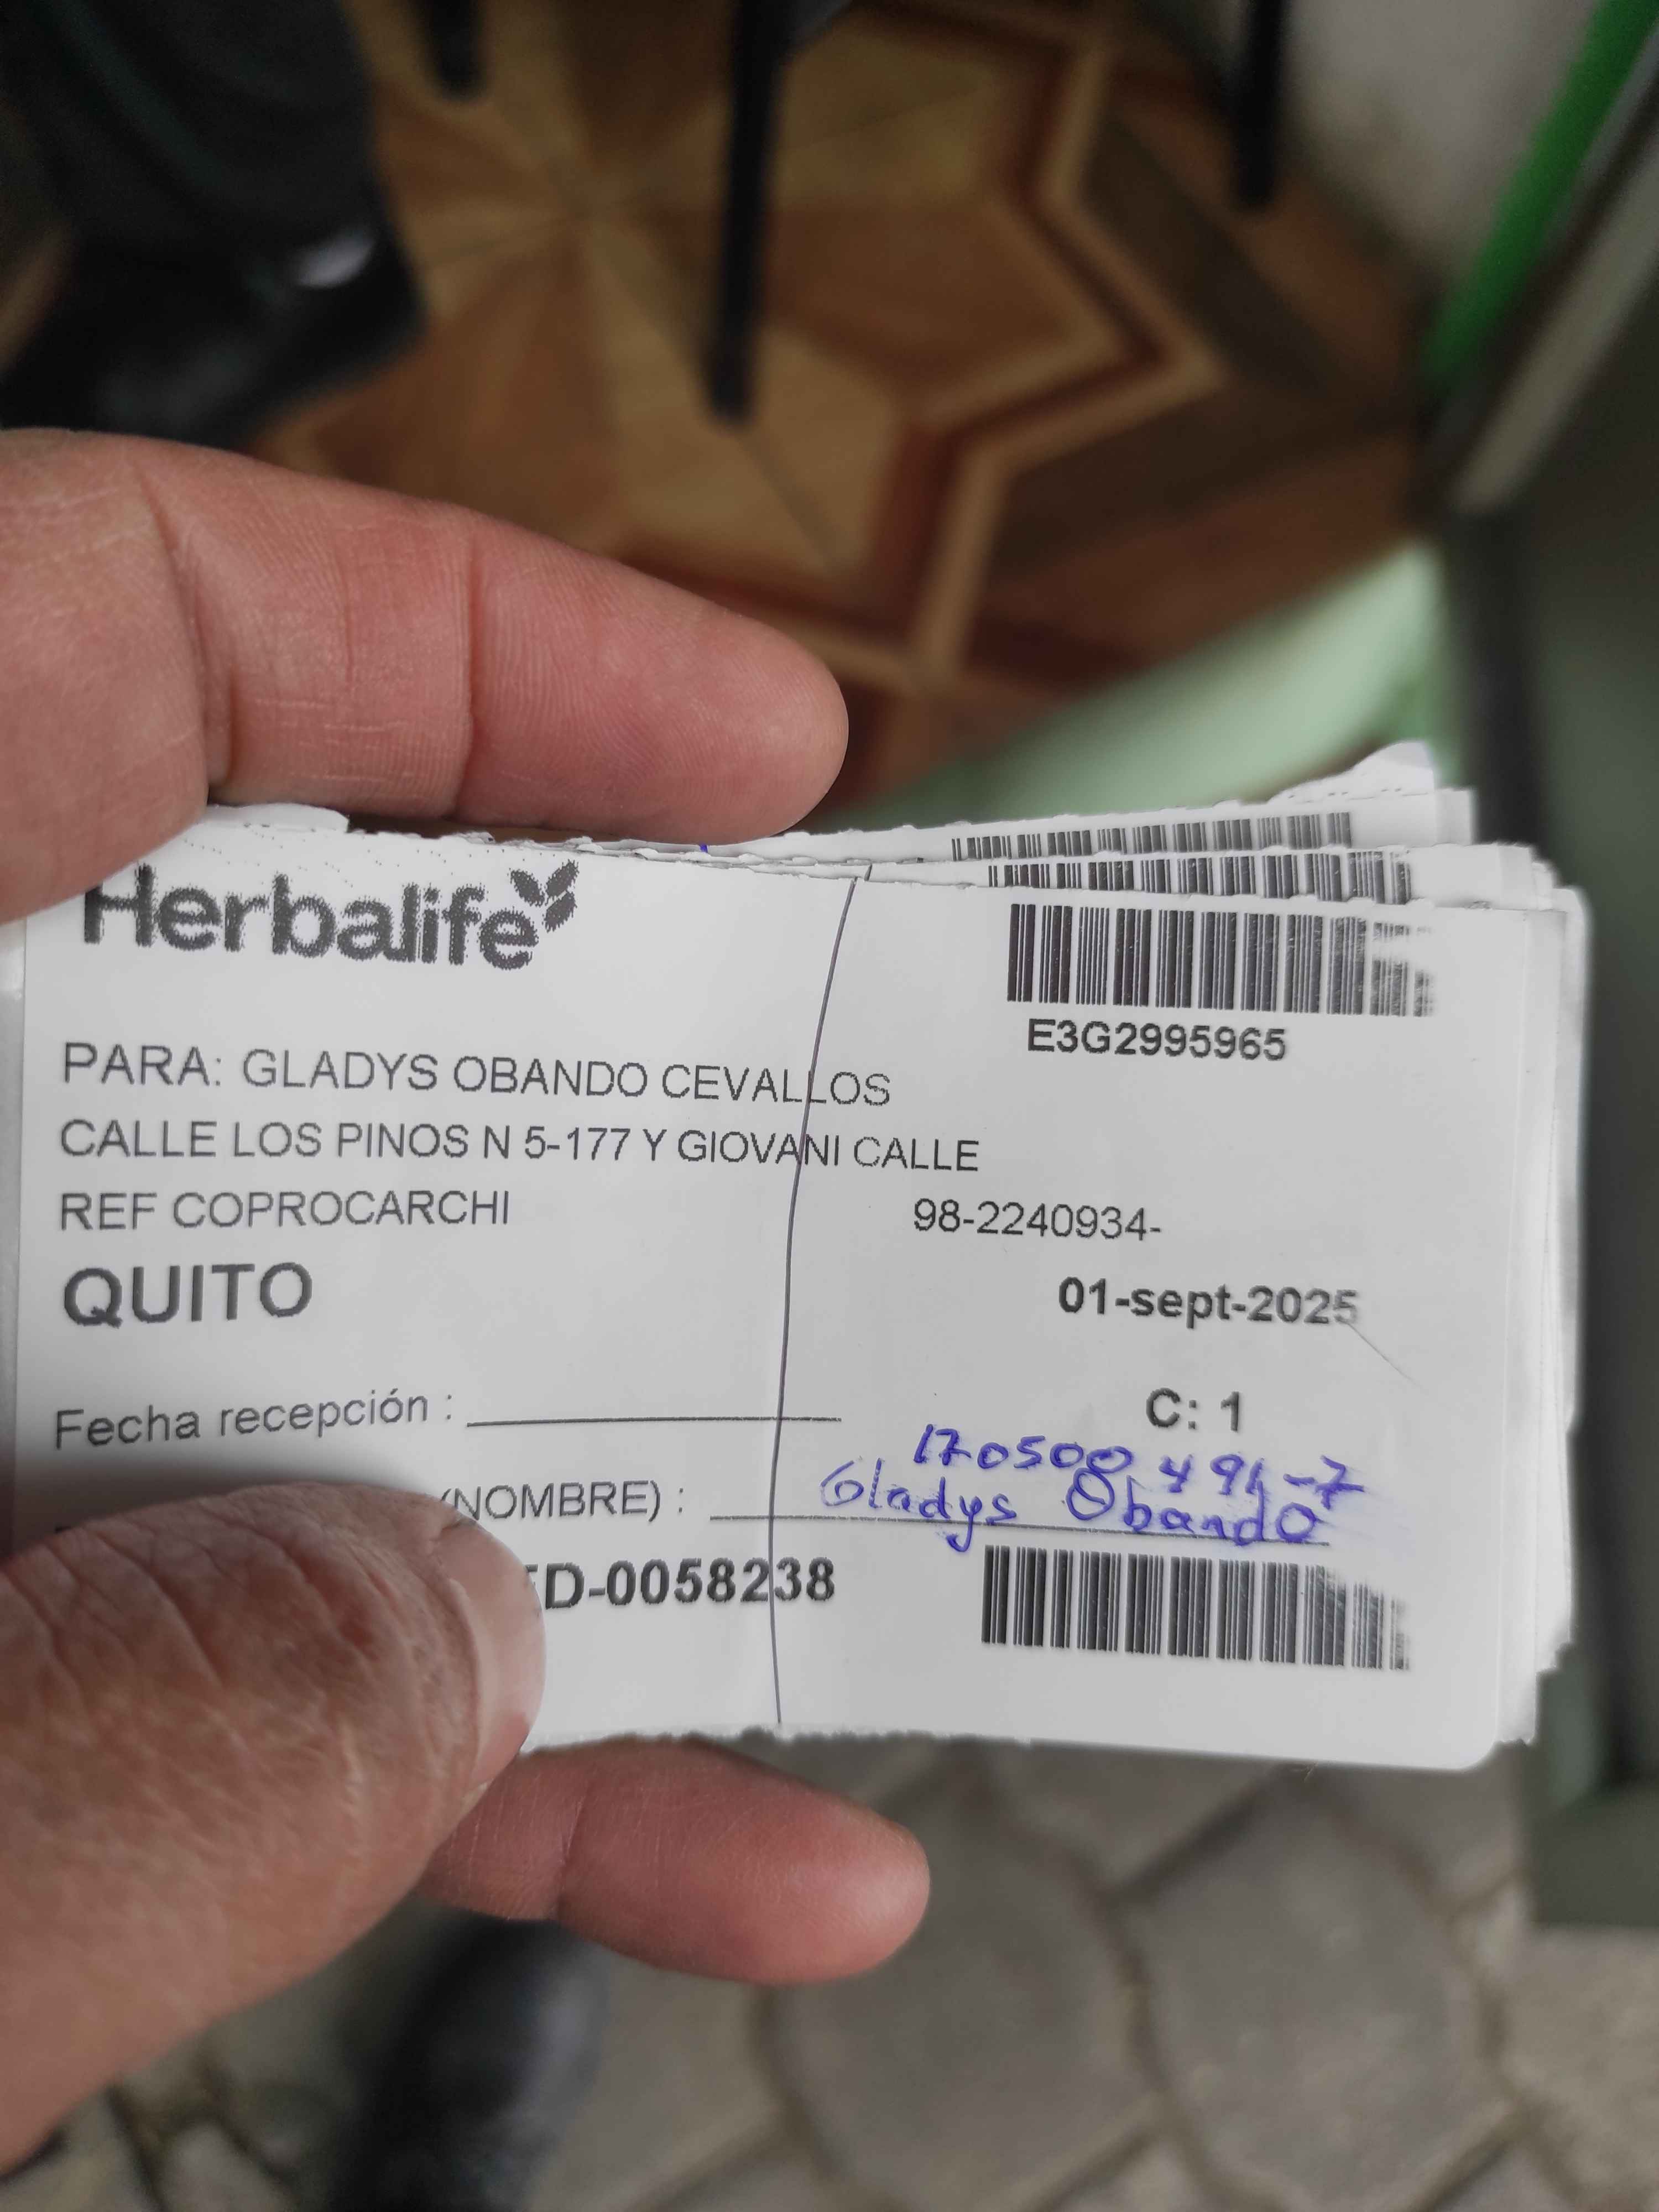 Herbalife
E3G2995965
PARA: GLADYS OBANDO CEVALLOS
CALLE LOS PINOS N 5-177 Y GIOVANI CALLE
REF COPROCARCHI
98-2240934-
QUITO
01-sept-2025
C: 1
Fecha recepción :
170500491-7
(NOMBRE) : Gladys Obando
D-0058238